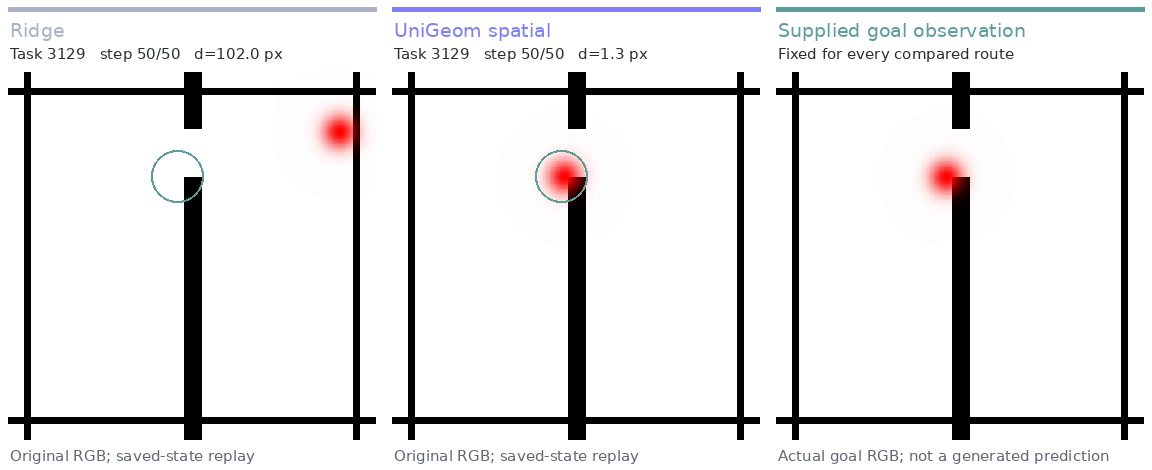 Ridge
Task 3129 step 50/50 d=102.0 px
Original RGB; saved-state replay
UniGeom spatial
Task 3129 step 50/50 d=1.3 px
Original RGB; saved-state replay
Supplied goal observation
Fixed for every compared route
Actual goal RGB; not a generated prediction